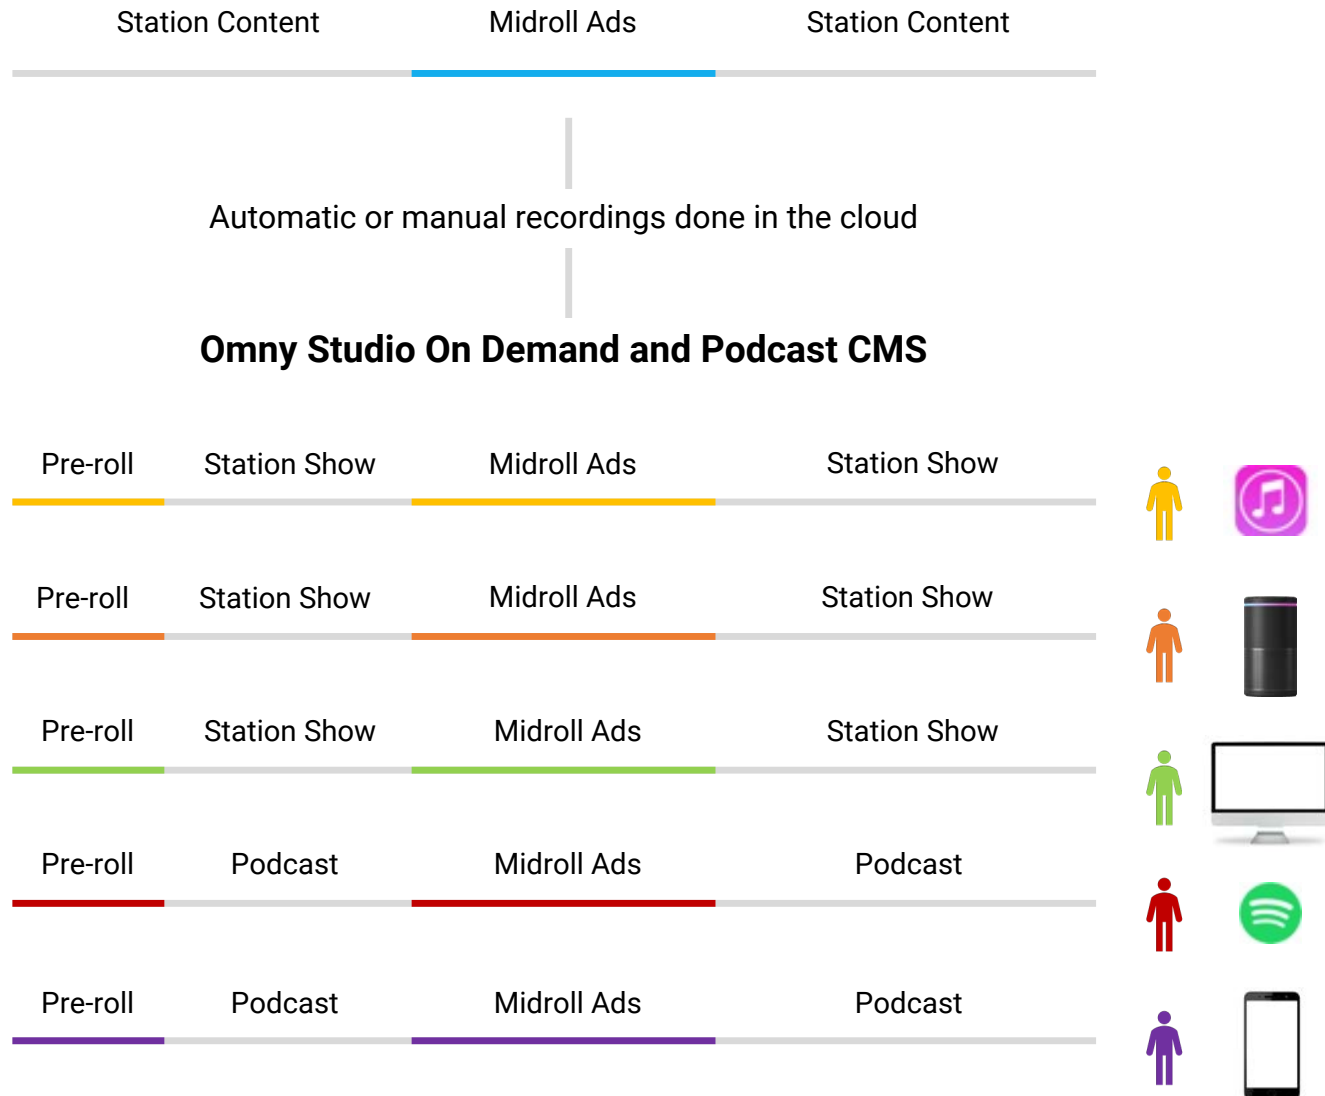 Station Content Midroll Ads Station Content
Automatic or manual recordings done in the cloud
Omny Studio On Demand and Podcast CMS
Pre-roll Station Show Midroll Ads Station Show
Pre-roll Station Show Midroll Ads Station Show
Pre-roll Station Show Midroll Ads Station Show
Pre-roll Podcast Midroll Ads Podcast
Pre-roll Podcast Midroll Ads Podcast